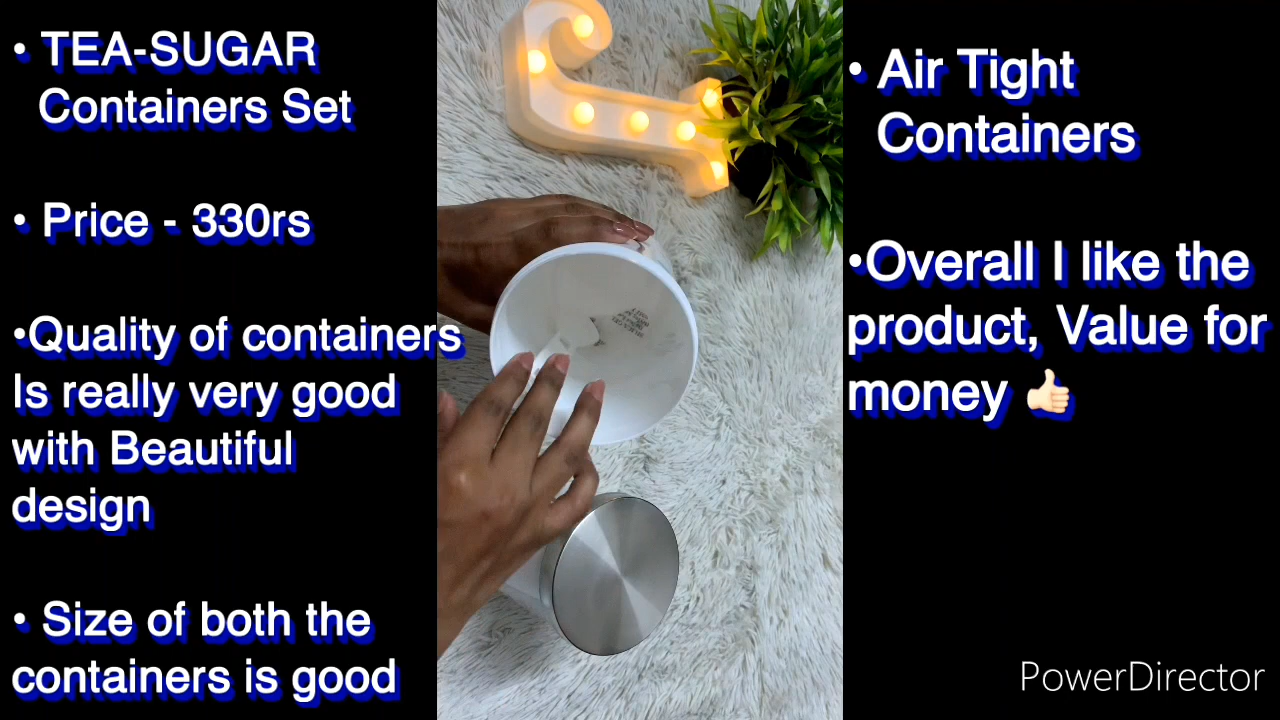 • TEA-SUGAR
Containers Set
• Price - 330rs
•Quality of containers
Is really very good
with Beautiful
design
• Size of both the
containers is good
• Air Tight
Containers
•Overall I like the
product, Value for
money 👍🏻
PowerDirector